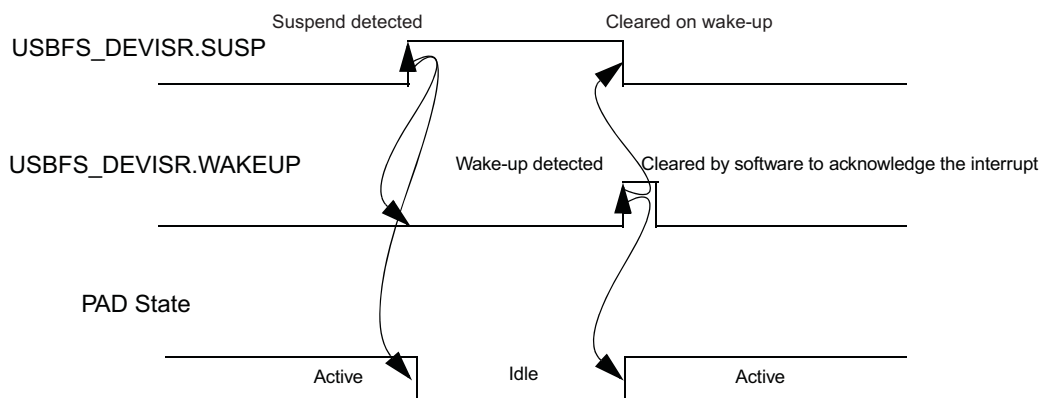 Suspend detected
Cleared on wake-up
USBFS_DEVISR.SUSP
USBFS_DEVISR.WAKEUP
Wake-up detected
Cleared by software to acknowledge the interrupt
PAD State
Active
Idle
Active